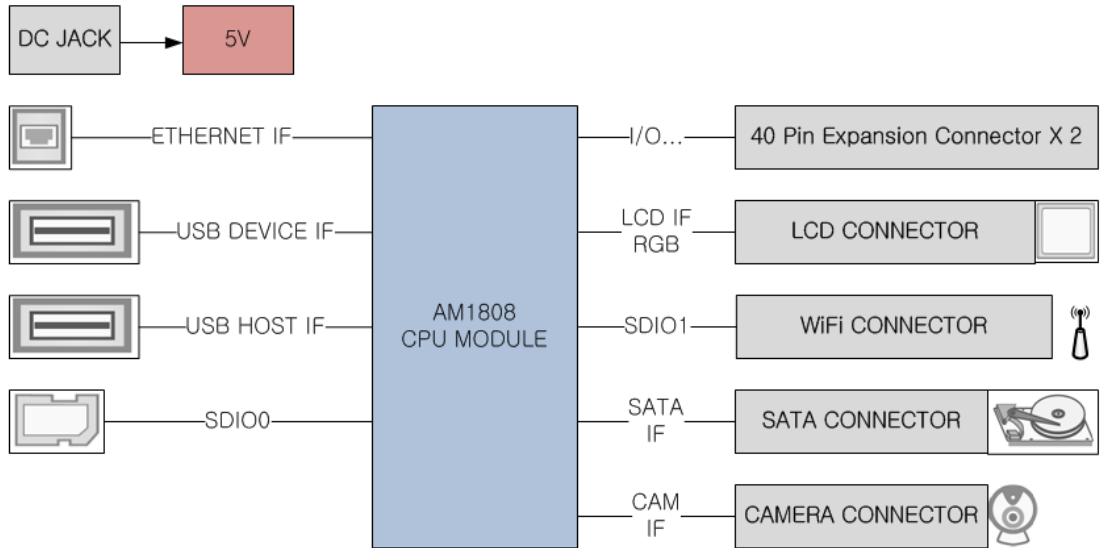 DC JACK
5V
ETHERNET IF
I/O...
40 Pin Expansion Connector X 2
USB DEVICE IF
LCD IF
RGB
LCD CONNECTOR
USB HOST IF
AM1808
CPU MODULE
SDIO1
WiFi CONNECTOR
SDIO0
SATA
IF
SATA CONNECTOR
CAM
IF
CAMERA CONNECTOR